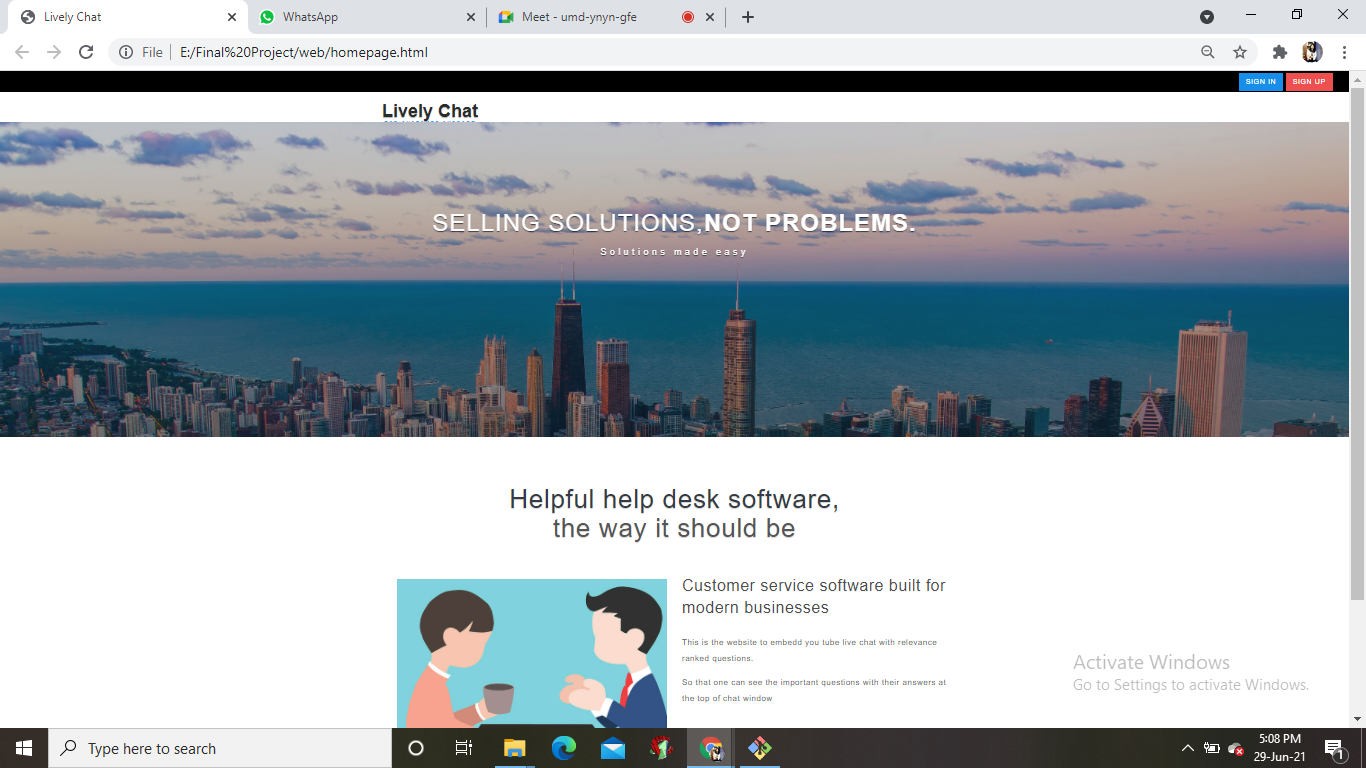 Lively Chat
WhatsApp
Meet - umd-ynyn-gfe
File
E:/Final%20Project/web/homepage.html
SIGN IN
SIGN UP
Lively Chat
SELLING SOLUTIONS,NOT PROBLEMS.
Solutions made easy
Helpful help desk software,
the way it should be
Customer service software built for
modern businesses
This is the website to embedd you tube live chat with relevance
ranked questions.
So that one can see the important questions with their answers at
the top of chat window
Activate Windows
Go to Settings to activate Windows.
Type here to search
5:08 PM
29-Jun-21
1